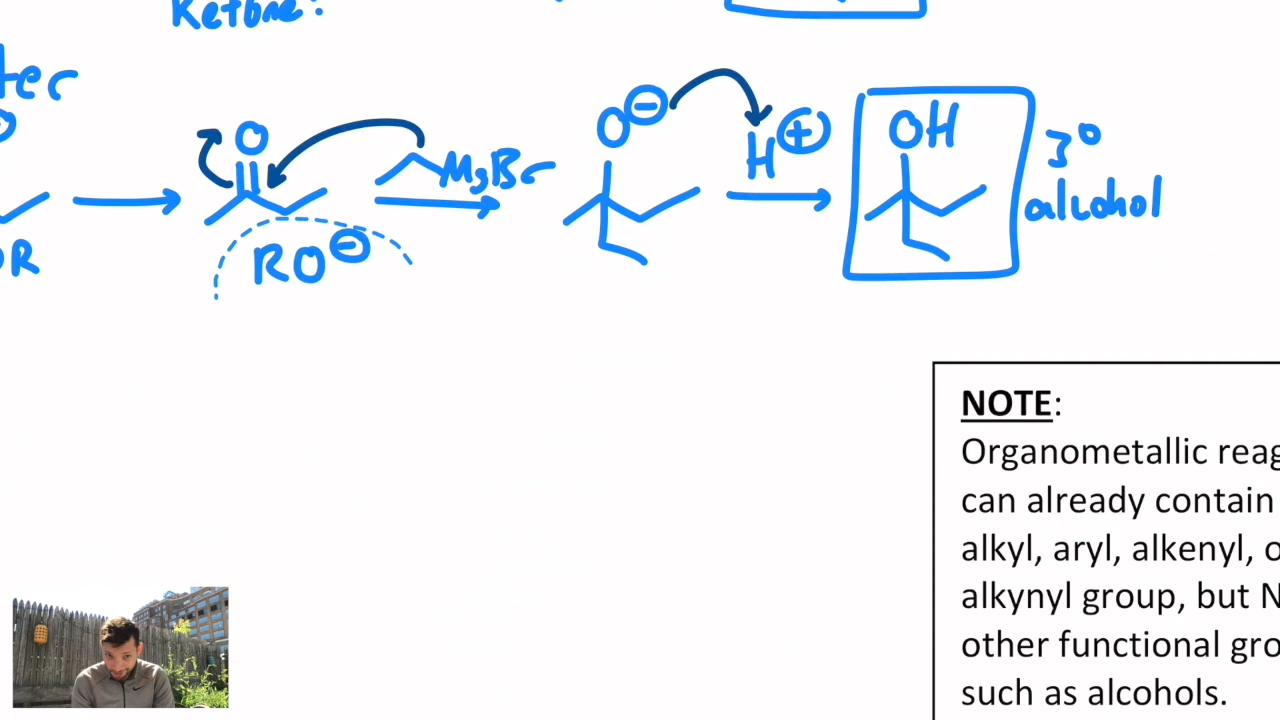 Ketone:
ter
O
O
MgBr
OR
RO⊖
O⊖
H⊕
OH
3°
alcohol
NOTE:
Organometallic reag
can already contain
alkyl, aryl, alkenyl, o
alkynyl group, but N
other functional gro
such as alcohols.